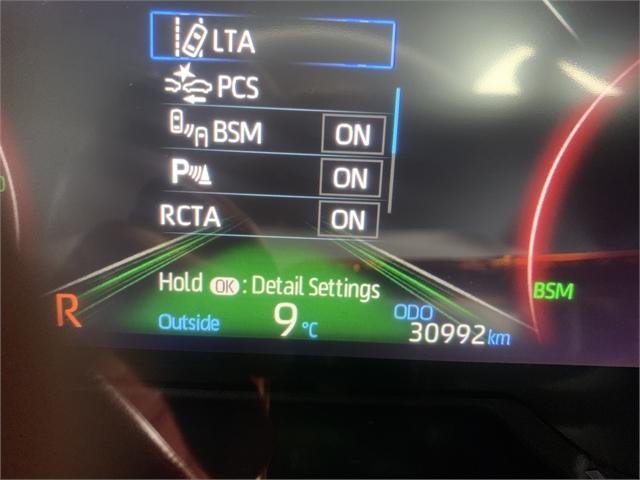 LTA
PCS
BSM ON
P ON
RCTA ON
Hold OK : Detail Settings
R
BSM
Outside 9 °C
ODO
30992 km